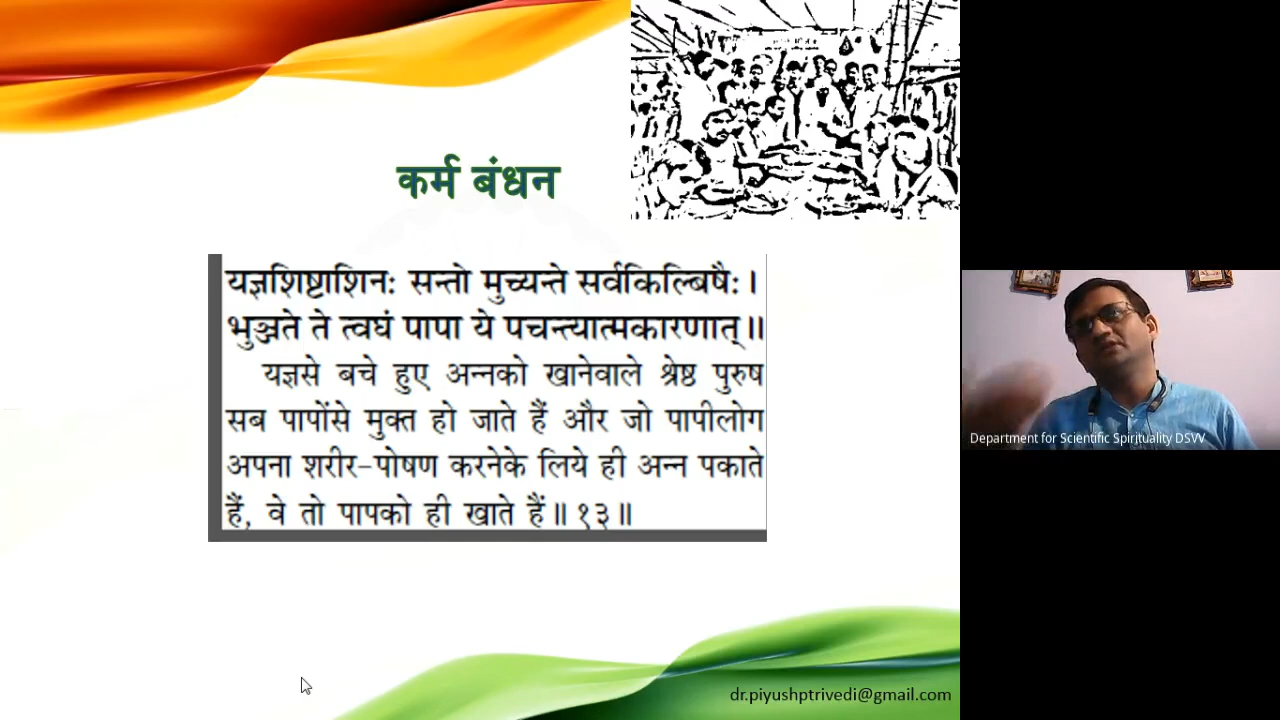 कर्म बंधन
यज्ञशिष्टाशिनः सन्तो मुच्यन्ते सर्वकिल्बिषैः।
भुञ्जते ते त्वघं पापा ये पचन्त्यात्मकारणात्॥
यज्ञसे बचे हुए अन्नको खानेवाले श्रेष्ठ पुरुष
सब पापोंसे मुक्त हो जाते हैं और जो पापीलोग
अपना शरीर-पोषण करनेके लिये ही अन्न पकाते
हैं, वे तो पापको ही खाते हैं॥ १३॥
Department for Scientific Spirituality DSVV
dr.piyushptrivedi@gmail.com